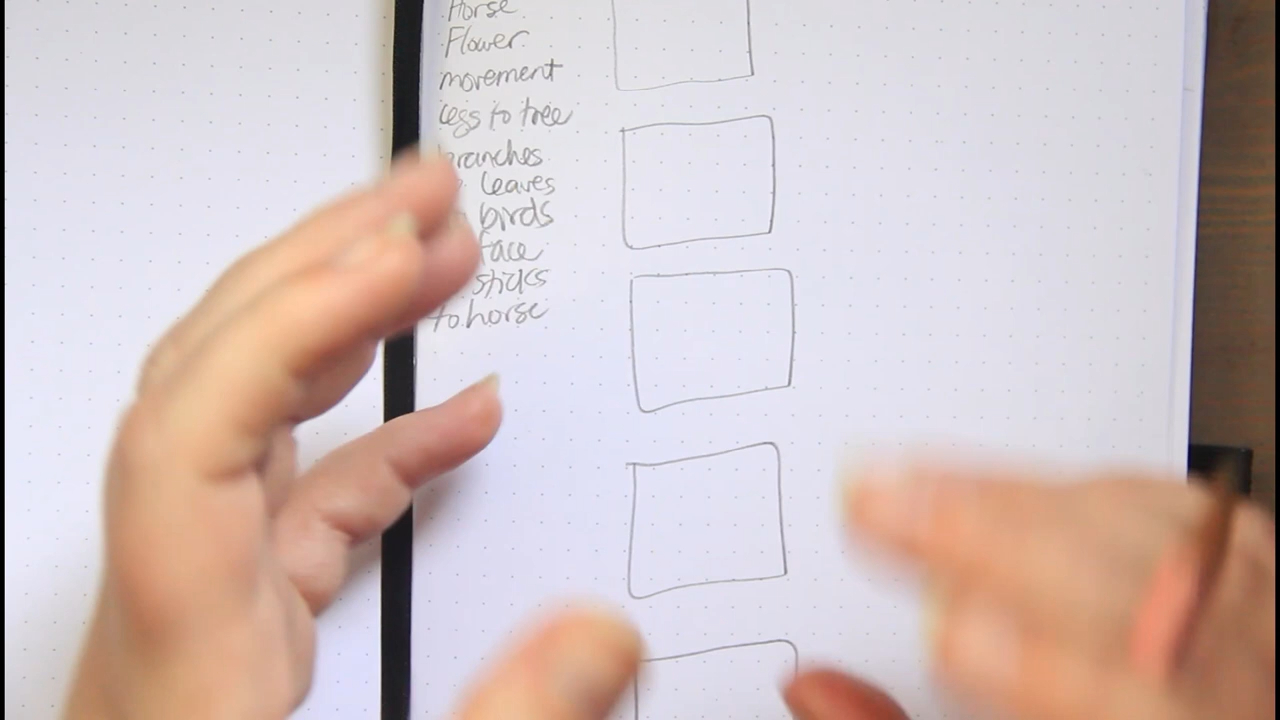 Horse
Flower
movement
legs to tree
branches
leaves
birds
face
sticks
to horse